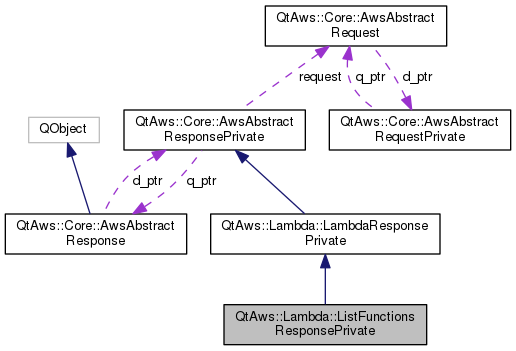 QtAws::Core::AwsAbstract
Request
request
q_ptr
d_ptr
QObject
QtAws::Core::AwsAbstract
ResponsePrivate
QtAws::Core::AwsAbstract
RequestPrivate
d_ptr
q_ptr
QtAws::Core::AwsAbstract
Response
QtAws::Lambda::LambdaResponse
Private
QtAws::Lambda::ListFunctions
ResponsePrivate